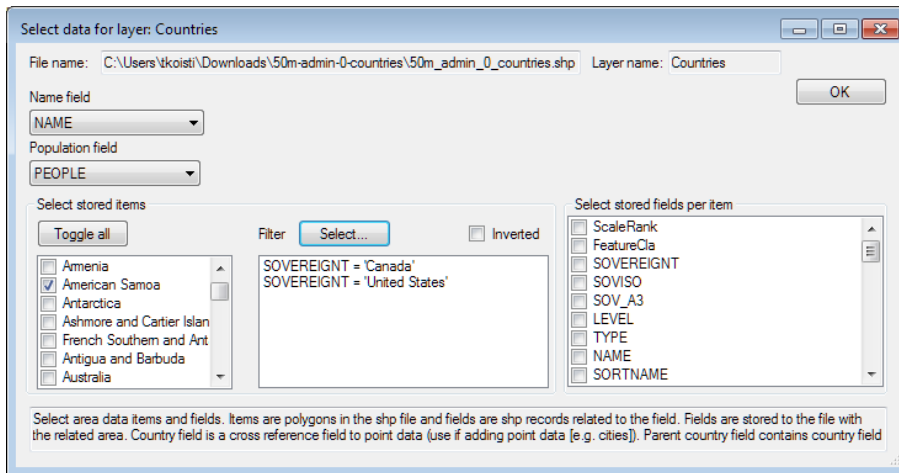 Select data for layer: Countries
File name: C:\Users\tkoisti\Downloads\50m-admin-0-countries\50m_admin_0_countries.shp Layer name: Countries
OK
Name field
NAME
Population field
PEOPLE
Select stored items
Toggle all
Filter Select... Inverted
Armenia
American Samoa
Antarctica
Ashmore and Cartier Islan
French Southern and Ant
Antigua and Barbuda
Australia
SOVEREIGNT = 'Canada'
SOVEREIGNT = 'United States'
Select stored fields per item
ScaleRank
FeatureCla
SOVEREIGNT
SOVISO
SOV_A3
LEVEL
TYPE
NAME
SORTNAME
Select area data items and fields. Items are polygons in the shp file and fields are shp records related to the field. Fields are stored to the file with
the related area. Country field is a cross reference field to point data (use if adding point data [e.g. cities]). Parent country field contains country field